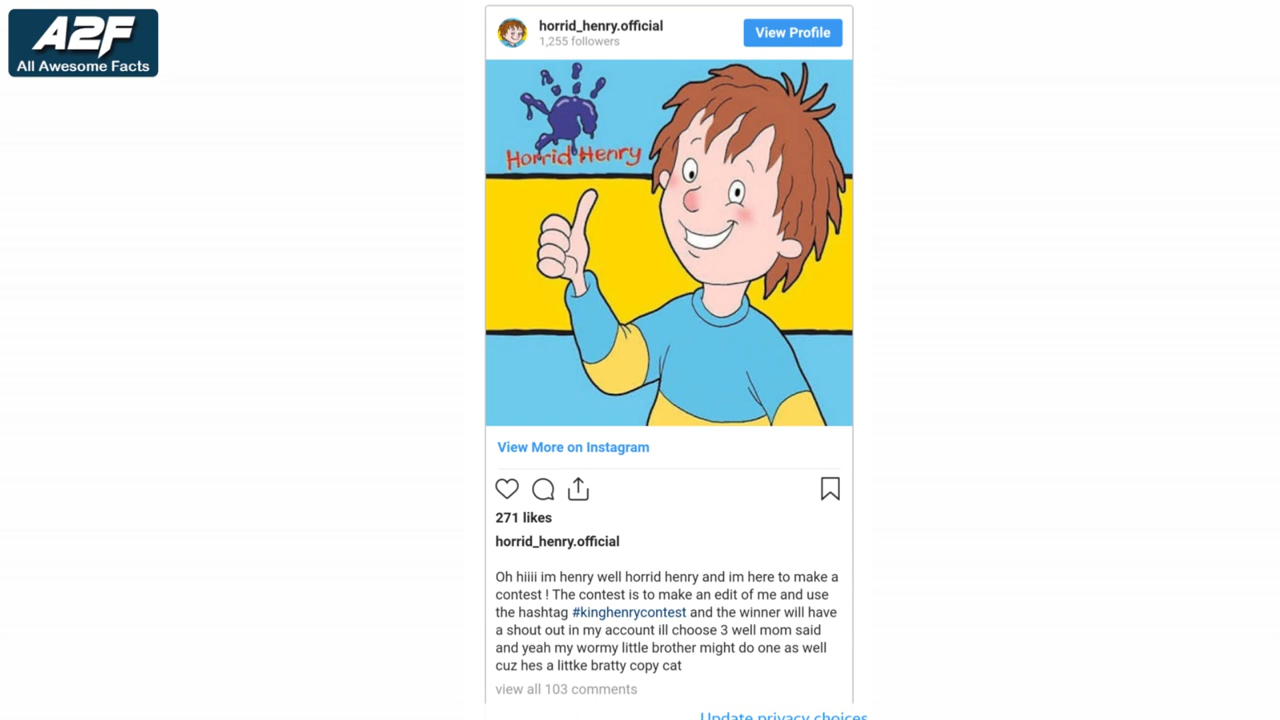 A2F
All Awesome Facts
horrid_henry.official
1,255 followers
View Profile
Horrid Henry
View More on Instagram
271 likes
horrid_henry.official
Oh hiiii im henry well horrid henry and im here to make a
contest ! The contest is to make an edit of me and use
the hashtag #kinghenrycontest and the winner will have
a shout out in my account ill choose 3 well mom said
and yeah my wormy little brother might do one as well
cuz hes a littke bratty copy cat
view all 103 comments
Update privacy choices